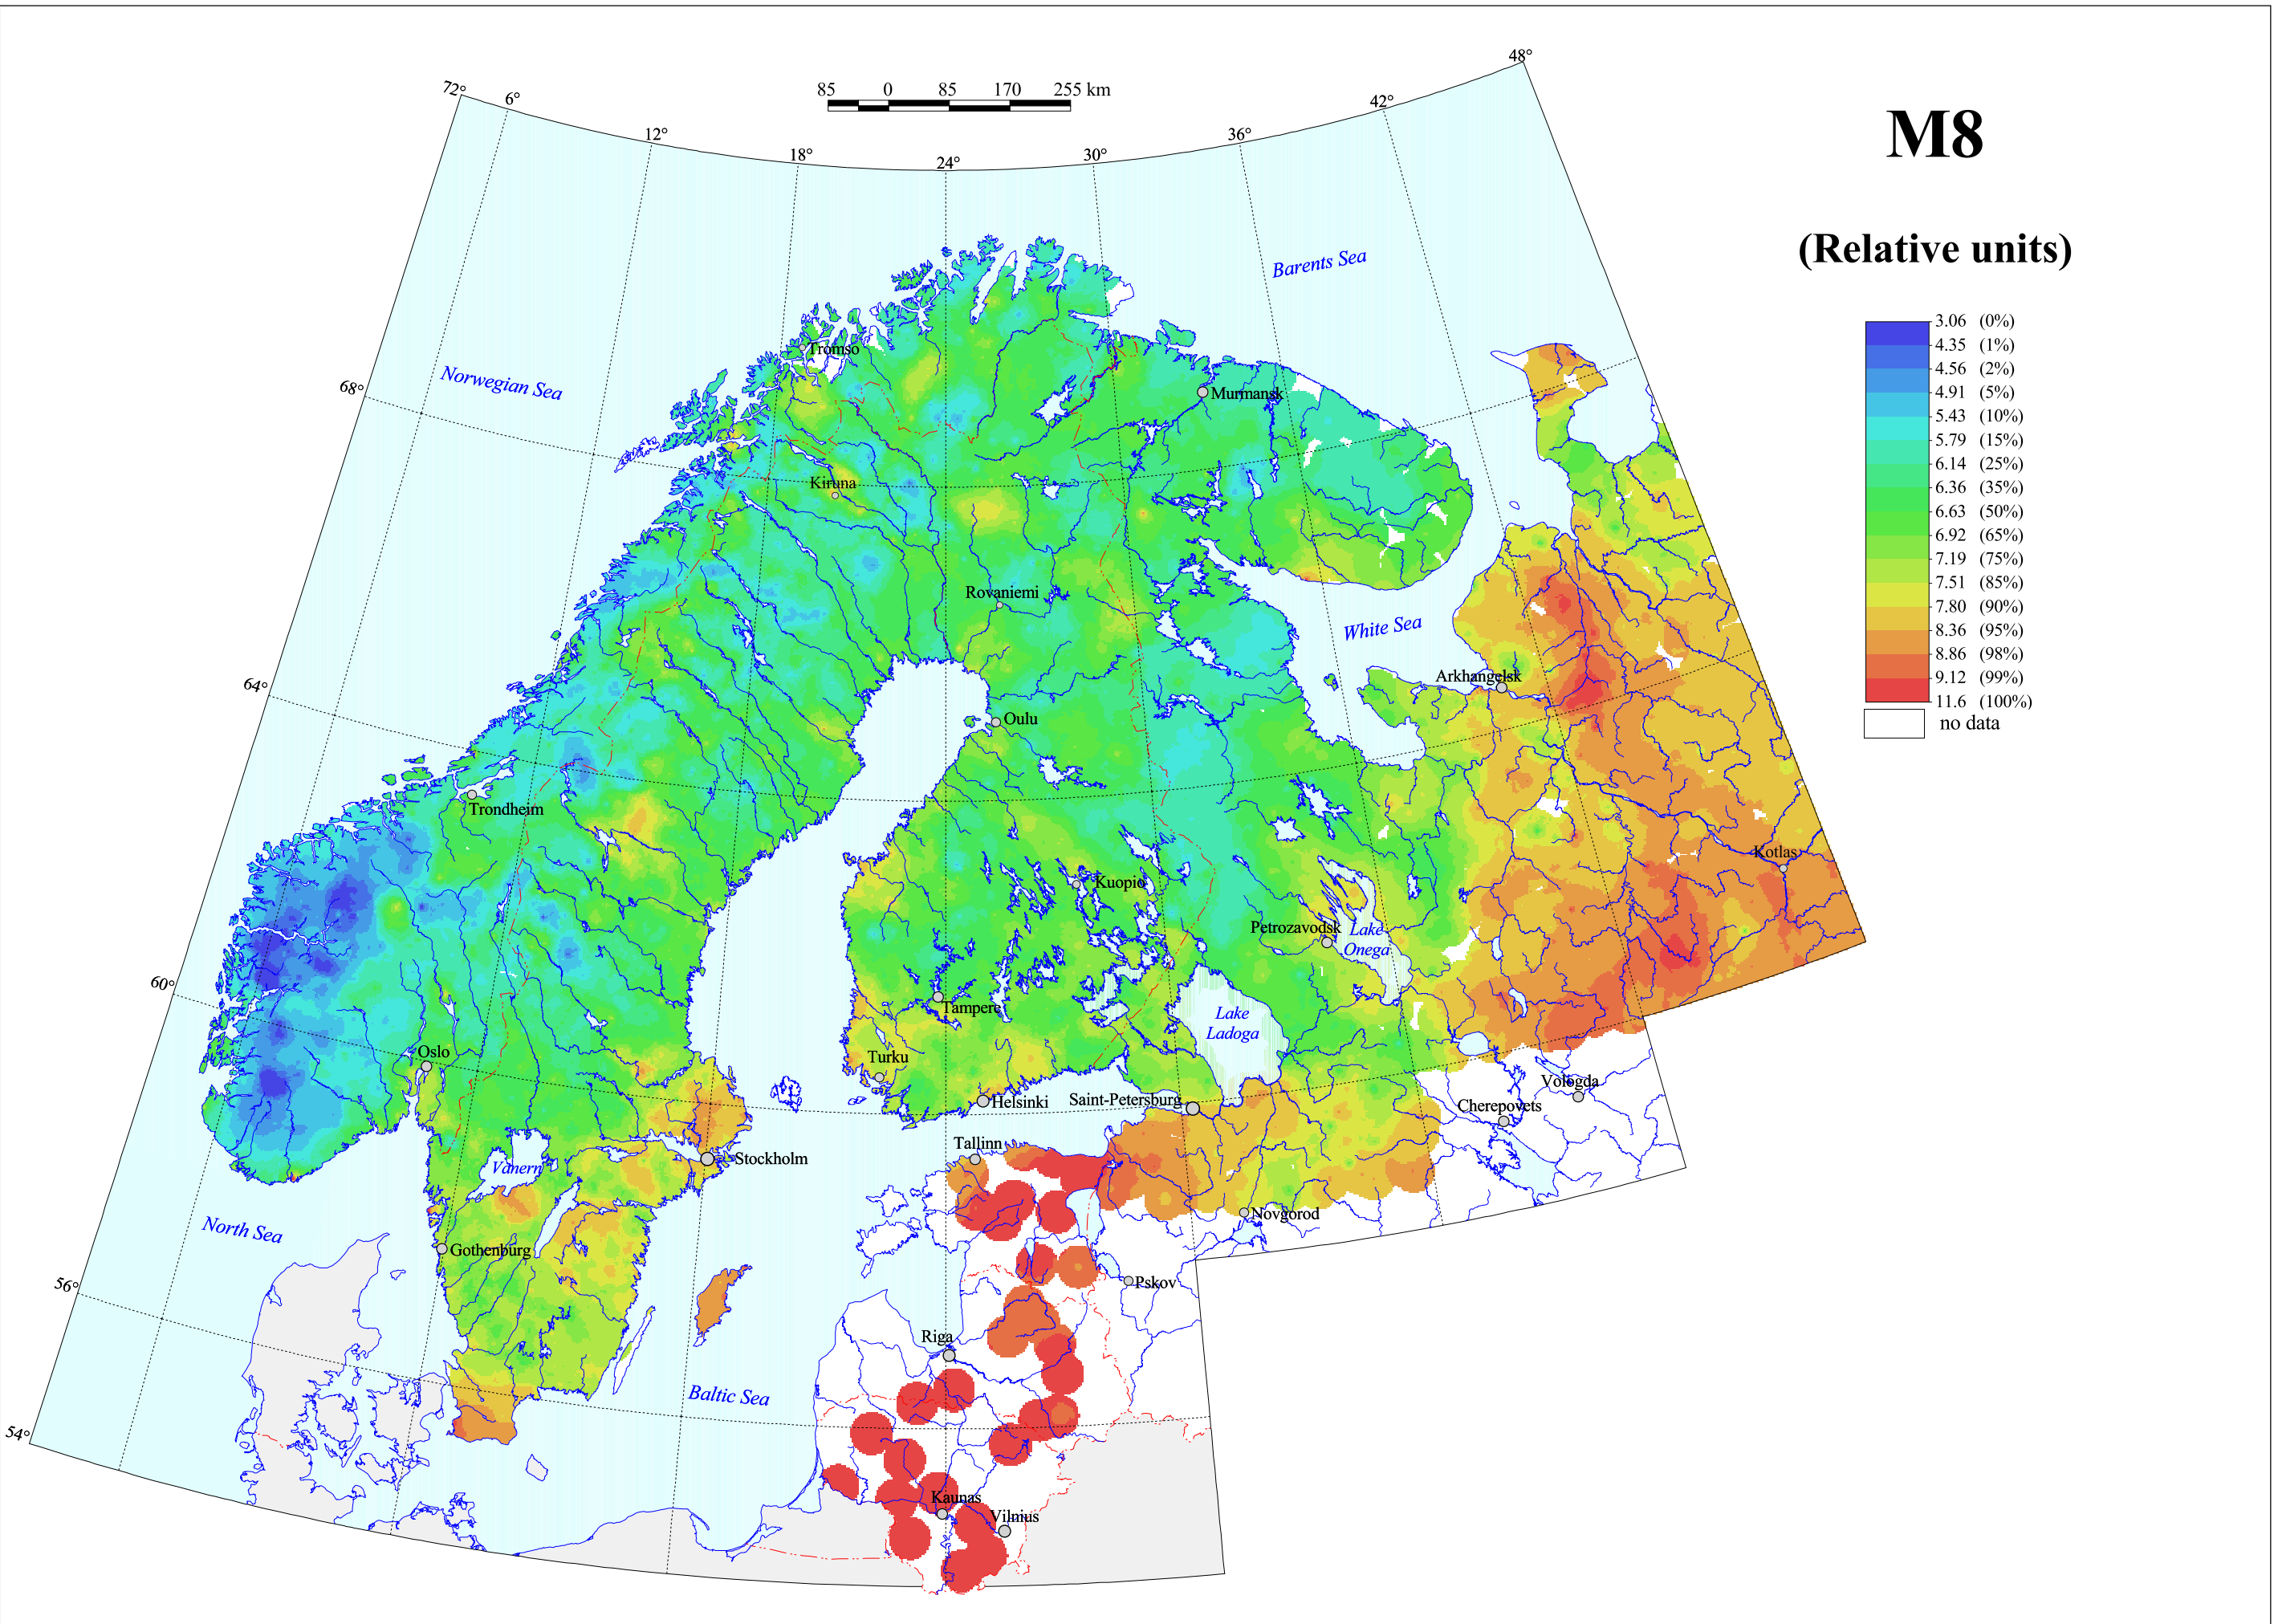 48°
72°
6°
85 0 85 170 255 km
42°
12°
36°
18°
30°
24°
M8
(Relative units)
Barents Sea
3.06 (0%)
4.35 (1%)
4.56 (2%)
4.91 (5%)
5.43 (10%)
5.79 (15%)
6.14 (25%)
6.36 (35%)
6.63 (50%)
6.92 (65%)
7.19 (75%)
7.51 (85%)
7.80 (90%)
8.36 (95%)
8.86 (98%)
9.12 (99%)
11.6 (100%)
no data
Tromso
Norwegian Sea
68°
Murmansk
Kiruna
Rovaniemi
White Sea
Arkhangelsk
64°
Oulu
Trondheim
Kotlas
Kuopio
Petrozavodsk
Lake
Onega
60°
Tampere
Lake
Ladoga
Oslo
Turku
Vologda
Helsinki
Saint-Petersburg
Cherepovets
Tallinn
Stockholm
Vanern
North Sea
Novgorod
Gothenburg
56°
Pskov
Riga
Baltic Sea
54°
Kaunas
Vilnius